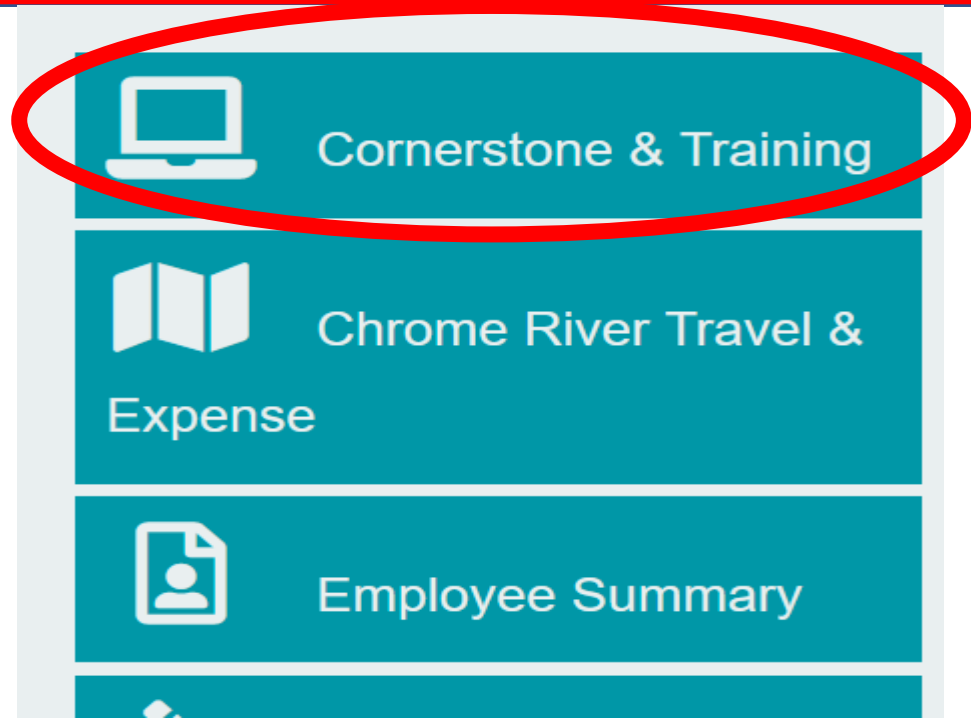 Cornerstone & Training
Chrome River Travel &
Expense
Employee Summary